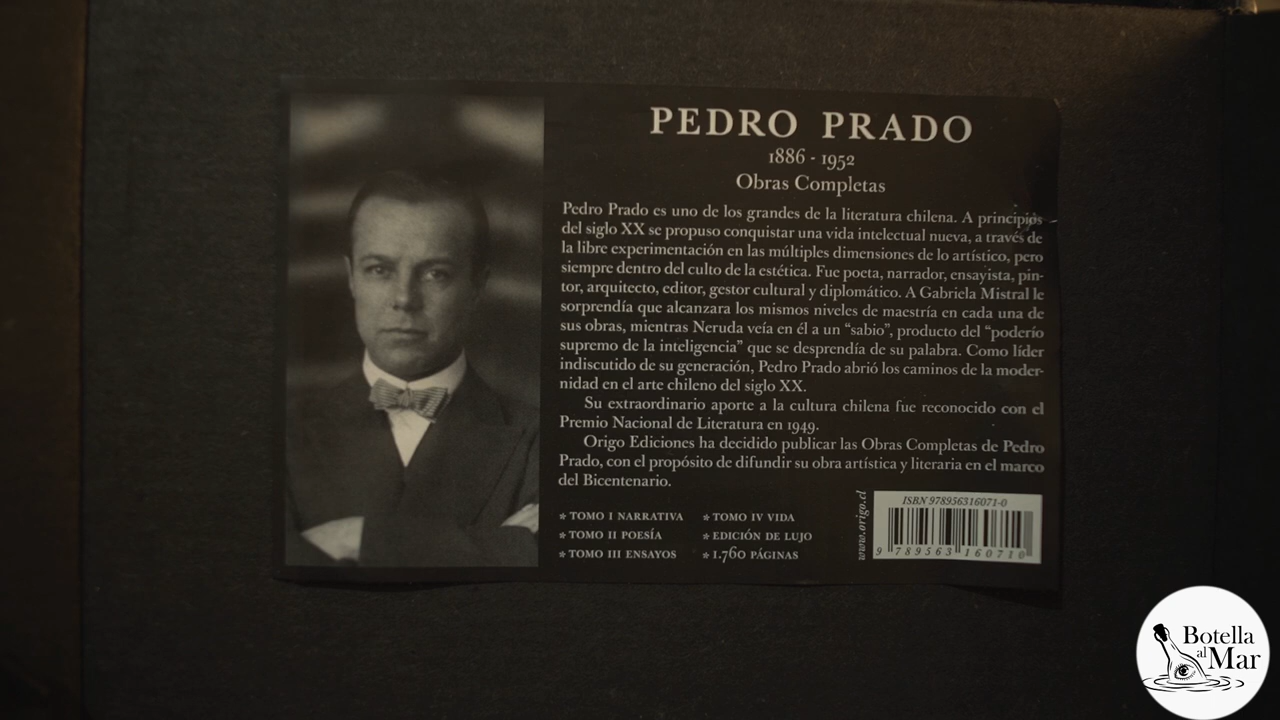 PEDRO PRADO
1886 - 1952
Obras Completas
Pedro Prado es uno de los grandes de la literatura chilena. A principios
del siglo XX se propuso conquistar una vida intelectual nueva, a través de
la libre experimentación en las múltiples dimensiones de lo artístico, pero
siempre dentro del culto de la estética. Fue poeta, narrador, ensayista, pin-
tor, arquitecto, editor, gestor cultural y diplomático. A Gabriela Mistral le
sorprendía que alcanzara los mismos niveles de maestría en cada una de
sus obras, mientras Neruda veía en él a un “sabio”, producto del “poderío
supremo de la inteligencia” que se desprendía de su palabra. Como líder
indiscutido de su generación, Pedro Prado abrió los caminos de la moder-
nidad en el arte chileno del siglo XX.
Su extraordinario aporte a la cultura chilena fue reconocido con el
Premio Nacional de Literatura en 1949.
Origo Ediciones ha decidido publicar las Obras Completas de Pedro
Prado, con el propósito de difundir su obra artística y literaria en el marco
del Bicentenario.
* TOMO I NARRATIVA
* TOMO II POESÍA
* TOMO III ENSAYOS
* TOMO IV VIDA
* EDICIÓN DE LUJO
* 1.760 PÁGINAS
www.origo.cl
ISBN 978956316071-0
9 789563 160710
Botella
al Mar